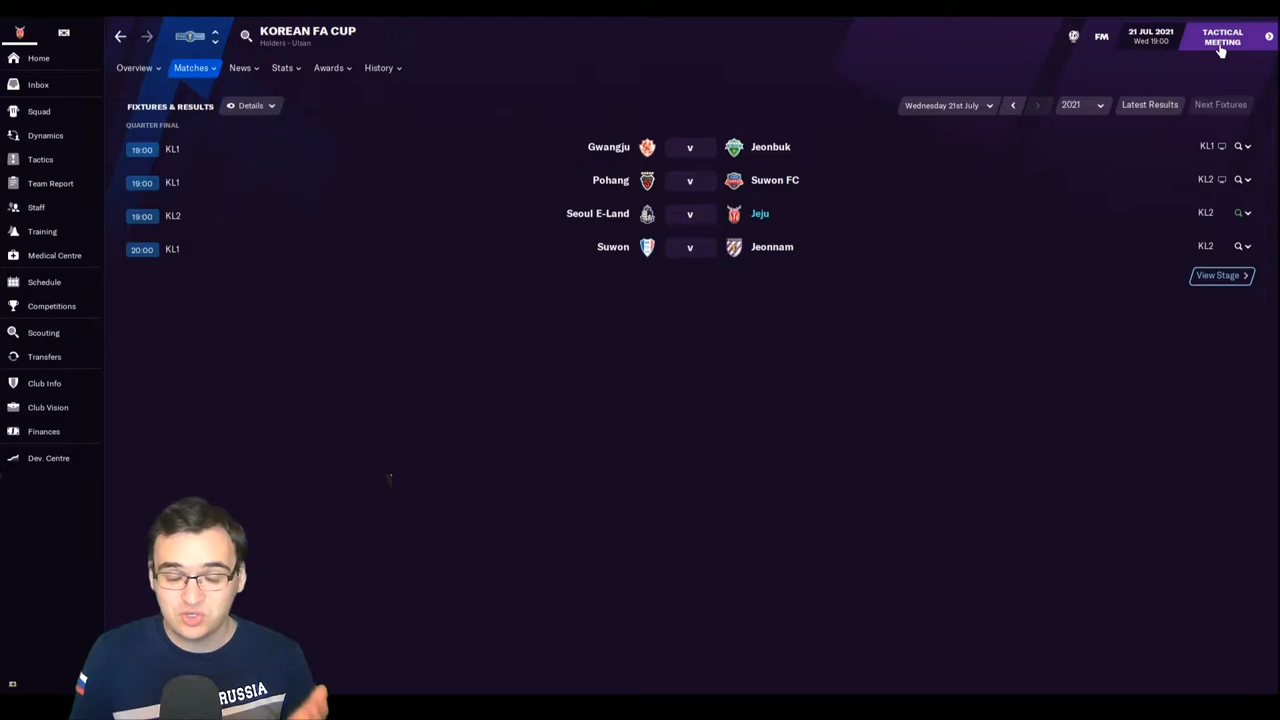 KOREAN FA CUP
Holders - Ulsan
FM
21 JUL 2021
Wed 19:00
TACTICAL
MEETING
Home
Inbox
Squad
Dynamics
Tactics
Team Report
Staff
Training
Medical Centre
Schedule
Competitions
Scouting
Transfers
Club Info
Club Vision
Finances
Dev. Centre
Overview
Matches
News
Stats
Awards
History
FIXTURES & RESULTS
Details
Wednesday 21st July
2021
Latest Results
Next Fixtures
QUARTER FINAL
19:00 KL1 Gwangju v Jeonbuk KL1
19:00 KL1 Pohang v Suwon FC KL2
19:00 KL2 Seoul E-Land v Jeju KL2
20:00 KL1 Suwon v Jeonnam KL2
View Stage
RUSSIA